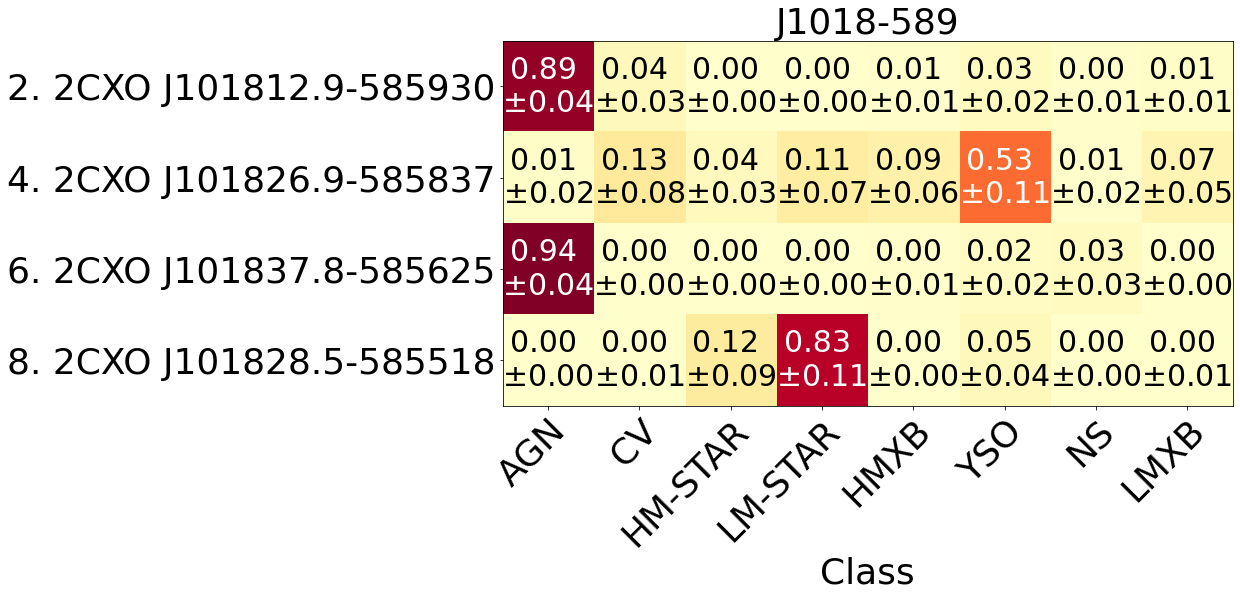 J1018-589
2. 2CXO J101812.9-585930
0.89 0.04 0.00 0.00 0.01 0.03 0.00 0.01
±0.04 ±0.03 ±0.00 ±0.00 ±0.01 ±0.02 ±0.01 ±0.01
4. 2CXO J101826.9-585837
0.01 0.13 0.04 0.11 0.09 0.53 0.01 0.07
±0.02 ±0.08 ±0.03 ±0.07 ±0.06 ±0.11 ±0.02 ±0.05
6. 2CXO J101837.8-585625
0.94 0.00 0.00 0.00 0.00 0.02 0.03 0.00
±0.04 ±0.00 ±0.00 ±0.00 ±0.01 ±0.02 ±0.03 ±0.00
8. 2CXO J101828.5-585518
0.00 0.00 0.12 0.83 0.00 0.05 0.00 0.00
±0.00 ±0.01 ±0.09 ±0.11 ±0.00 ±0.04 ±0.00 ±0.01
AGN CV HM-STAR LM-STAR HMXB YSO NS LMXB
Class